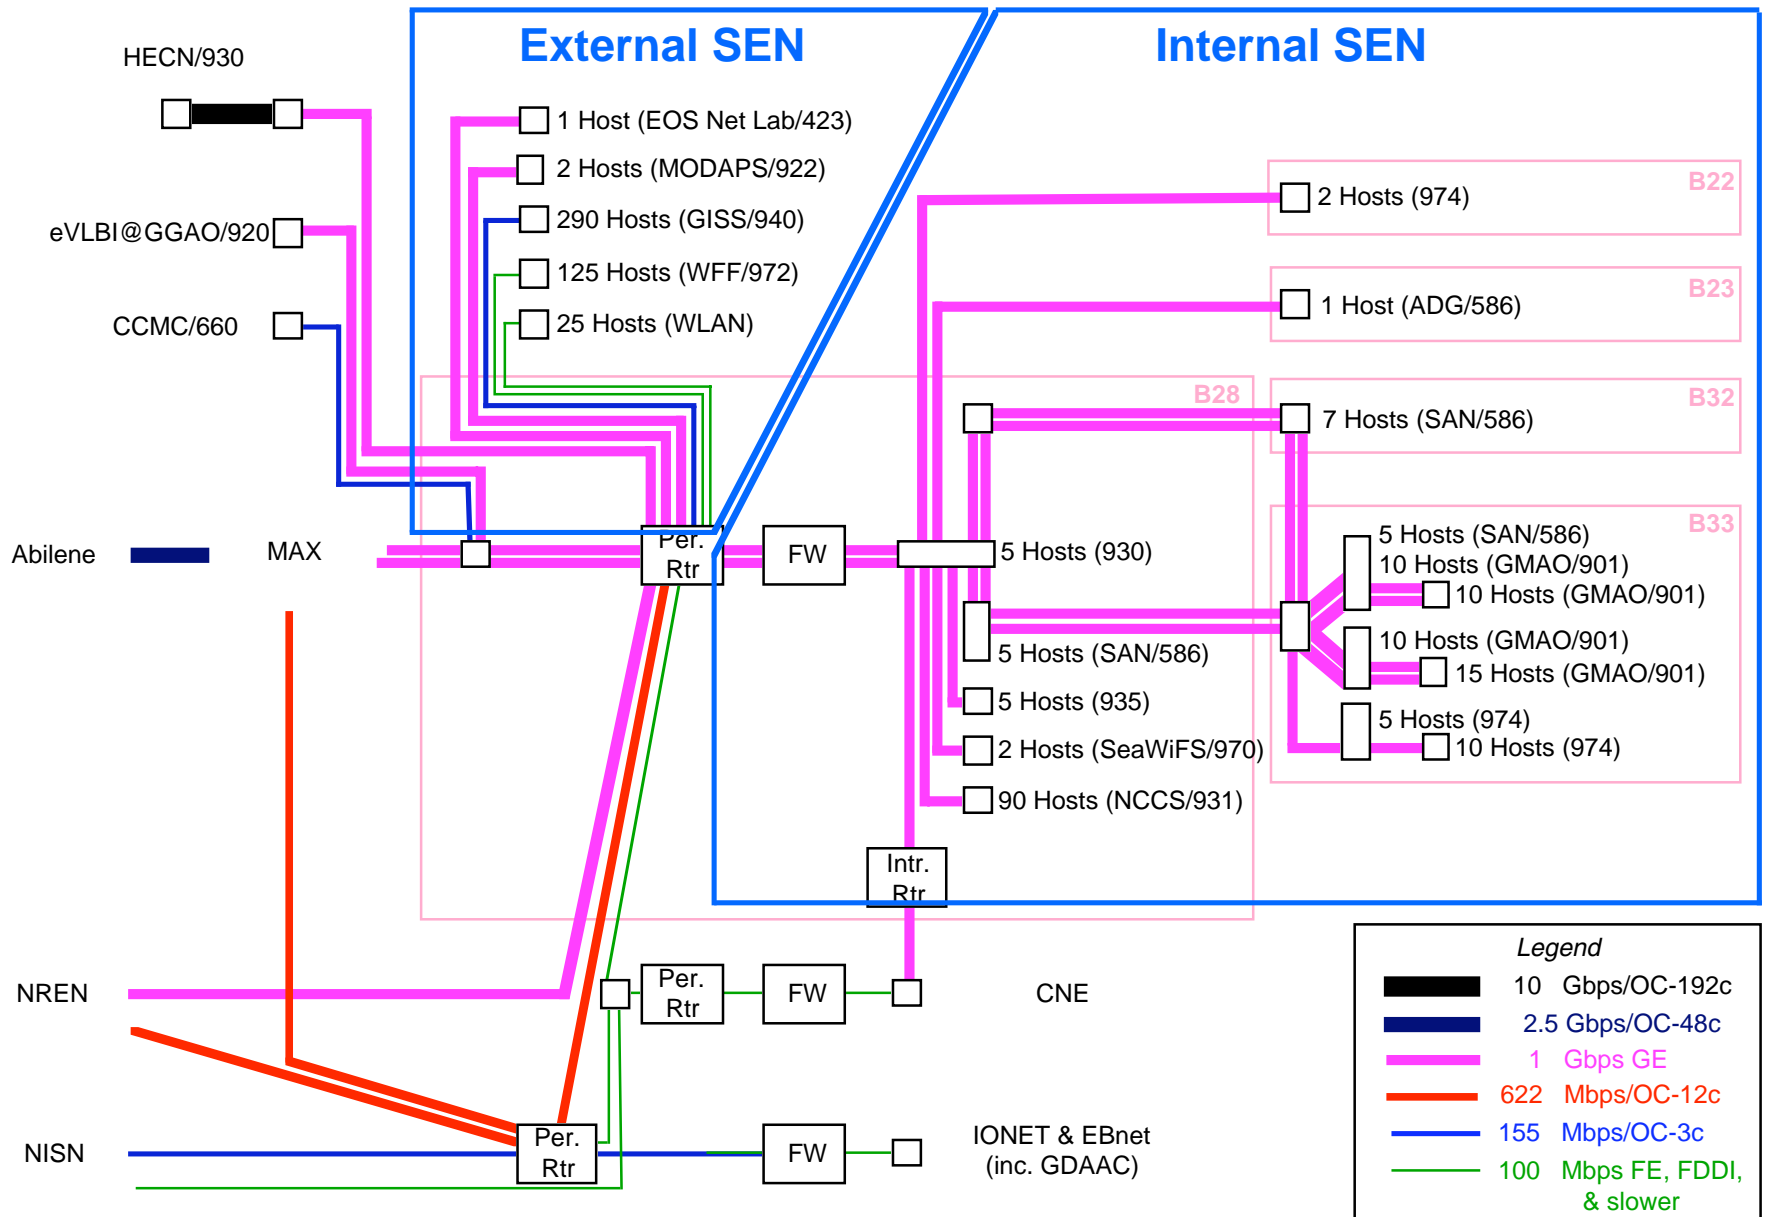 External SEN
Internal SEN
HECN/930
1 Host (EOS Net Lab/423)
2 Hosts (MODAPS/922)
B22
2 Hosts (974)
290 Hosts (GISS/940)
eVLBI@GGAO/920
125 Hosts (WFF/972)
B23
1 Host (ADG/586)
CCMC/660
25 Hosts (WLAN)
B28
B32
7 Hosts (SAN/586)
B33
Abilene
MAX
Per.
Rtr
FW
5 Hosts (930)
5 Hosts (SAN/586)
10 Hosts (GMAO/901)
10 Hosts (GMAO/901)
10 Hosts (GMAO/901)
15 Hosts (GMAO/901)
5 Hosts (SAN/586)
5 Hosts (935)
5 Hosts (974)
10 Hosts (974)
2 Hosts (SeaWiFS/970)
90 Hosts (NCCS/931)
Intr.
Rtr
NREN
Per.
Rtr
FW
CNE
NISN
Per.
Rtr
FW
IONET & EBnet
(inc. GDAAC)
Legend
10 Gbps/OC-192c
2.5 Gbps/OC-48c
1 Gbps GE
622 Mbps/OC-12c
155 Mbps/OC-3c
100 Mbps FE, FDDI,
& slower